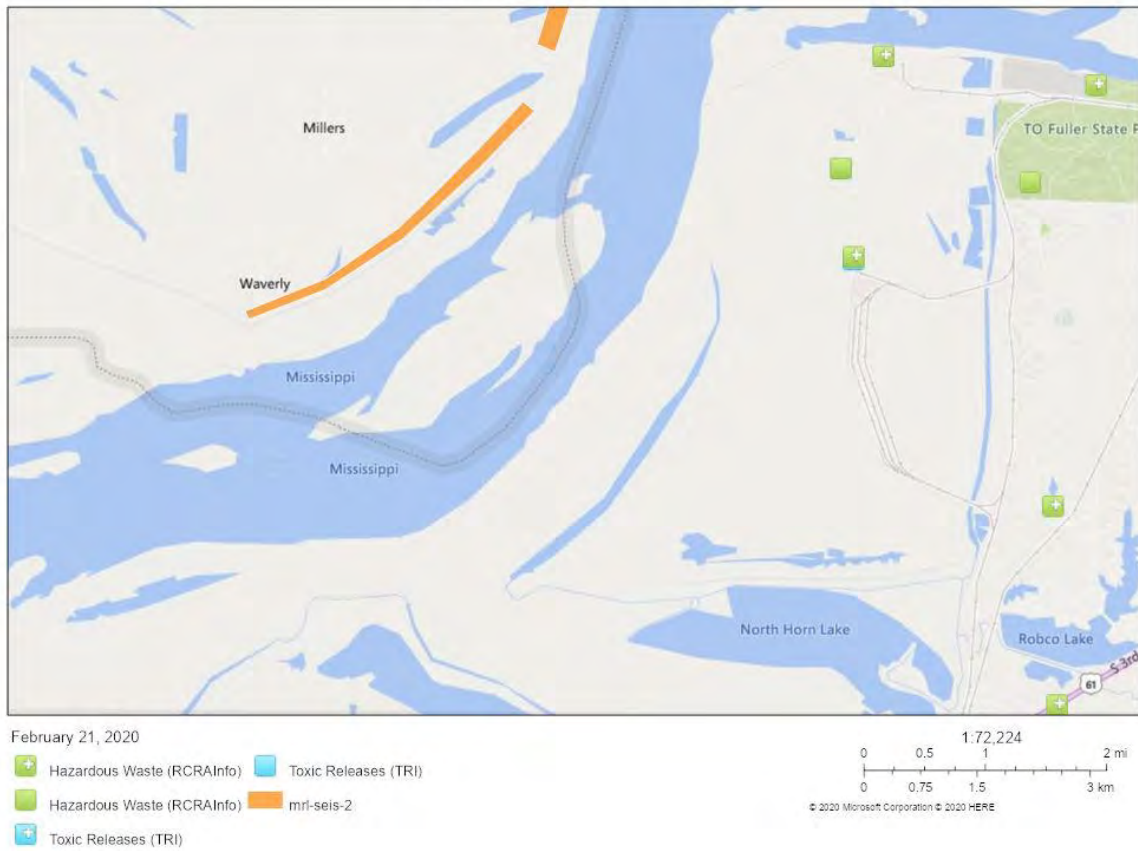 Millers
TO Fuller State P
Waverly
Mississippi
Mississippi
North Horn Lake
Robco Lake
S 3rd
61
February 21, 2020
Hazardous Waste (RCRAInfo)
Toxic Releases (TRI)
Hazardous Waste (RCRAInfo)
mrl-seis-2
Toxic Releases (TRI)
1:72,224
0 0.5 1 2 mi
0 0.75 1.5 3 km
© 2020 Microsoft Corporation © 2020 HERE